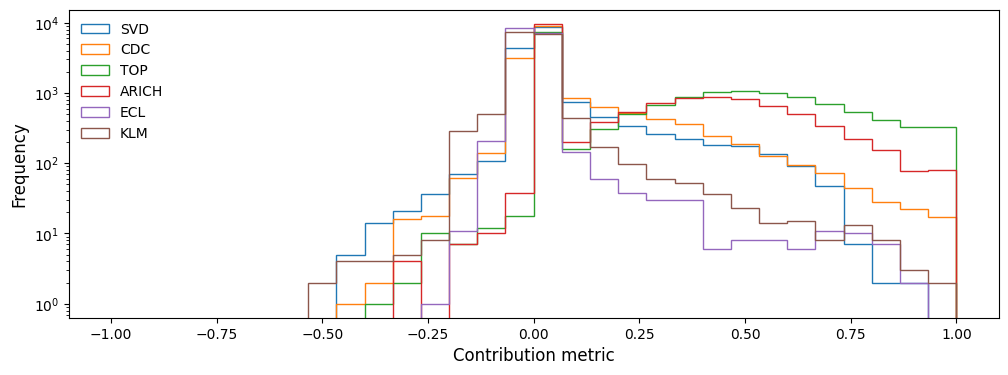 SVD
CDC
TOP
ARICH
ECL
KLM
Frequency
10⁴
10³
10²
10¹
10⁰
−1.00 −0.75 −0.50 −0.25 0.00 0.25 0.50 0.75 1.00
Contribution metric